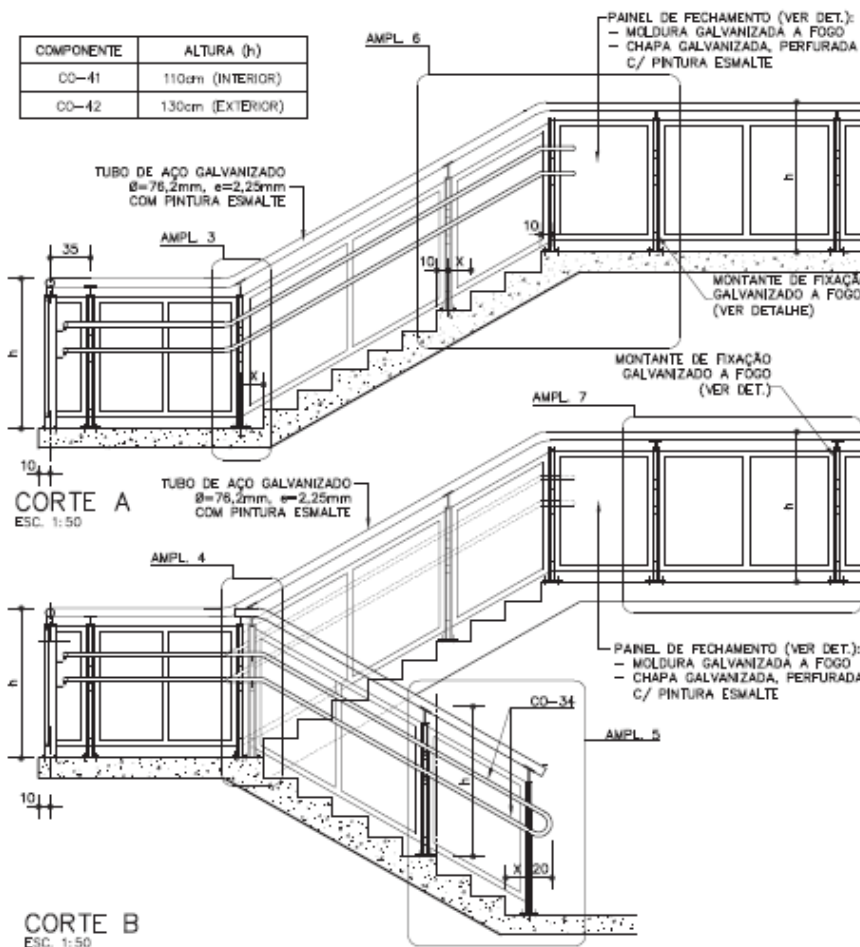 COMPONENTE ALTURA (h)
CO-41 110cm (INTERIOR)
CO-42 130cm (EXTERIOR)
AMPL. 6
PAINEL DE FECHAMENTO (VER DET.):
– MOLDURA GALVANIZADA A FOGO
– CHAPA GALVANIZADA, PERFURADA
C/ PINTURA ESMALTE
TUBO DE AÇO GALVANIZADO
Ø=76,2mm, e=2,25mm
COM PINTURA ESMALTE
AMPL. 3
35
h
10
10
X
h
X
MONTANTE DE FIXAÇÃ
GALVANIZADO A FOGO
(VER DETALHE)
h
10
CORTE A
ESC. 1:50
MONTANTE DE FIXAÇÃO
GALVANIZADO A FOGO
(VER DET.)
AMPL. 7
TUBO DE AÇO GALVANIZADO
Ø=76,2mm, e=2,25mm
COM PINTURA ESMALTE
h
AMPL. 4
PAINEL DE FECHAMENTO (VER DET.):
– MOLDURA GALVANIZADA A FOGO
– CHAPA GALVANIZADA, PERFURADA
C/ PINTURA ESMALTE
h
CO-34
AMPL. 5
h
10
X 20
CORTE B
ESC. 1:50